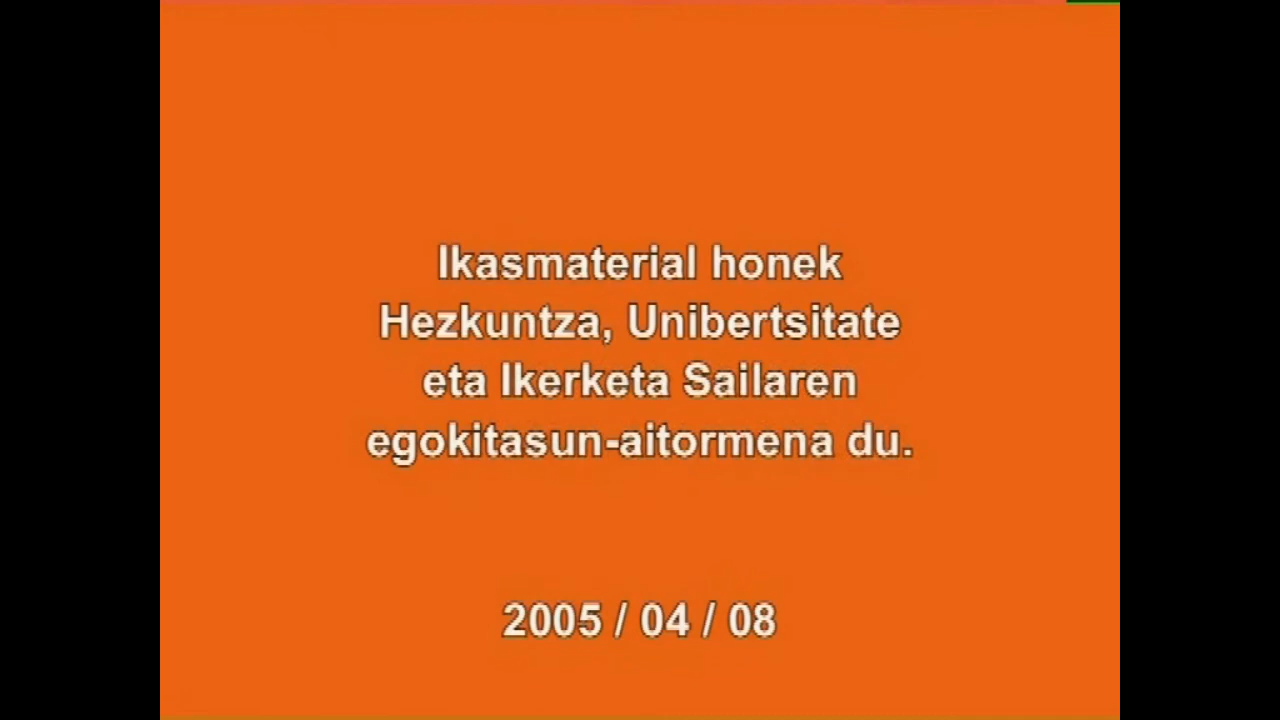 Ikasmaterial honek
Hezkuntza, Unibertsitate
eta Ikerketa Sailaren
egokitasun-aitormena du.
2005 / 04 / 08